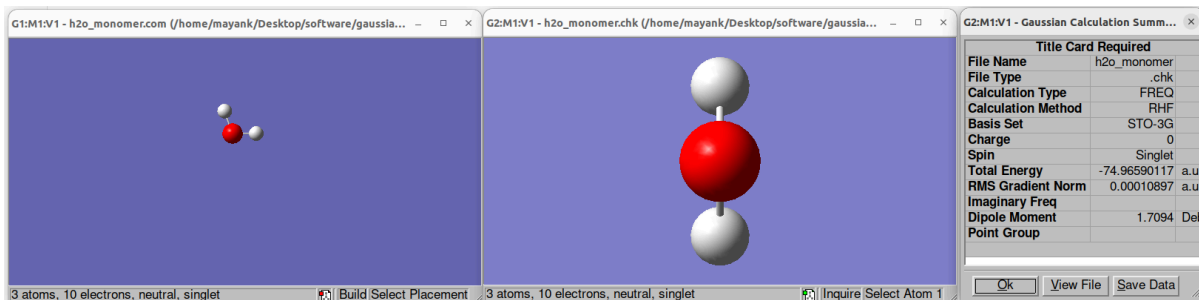 G1:M1:V1 - h2o_monomer.com (/home/mayank/Desktop/software/gaussia...
3 atoms, 10 electrons, neutral, singlet
Build Select Placement
G2:M1:V1 - h2o_monomer.chk (/home/mayank/Desktop/software/gaussia...
3 atoms, 10 electrons, neutral, singlet
Inquire Select Atom 1
G2:M1:V1 - Gaussian Calculation Summ...
Title Card Required
File Name h2o_monomer
File Type .chk
Calculation Type FREQ
Calculation Method RHF
Basis Set STO-3G
Charge 0
Spin Singlet
Total Energy -74.96590117 a.u
RMS Gradient Norm 0.00010897 a.u
Imaginary Freq
Dipole Moment 1.7094 Del
Point Group
Ok View File Save Data